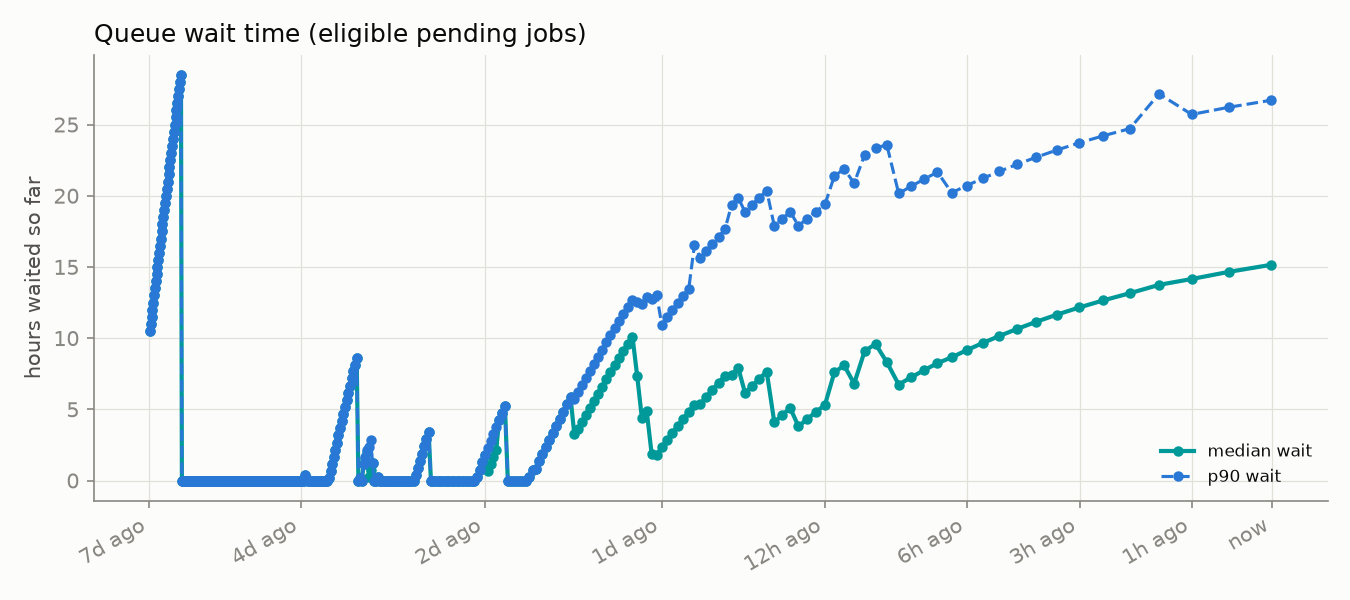 Queue wait time (eligible pending jobs)
hours waited so far
25
20
15
10
5
0
median wait
p90 wait
7d ago
4d ago
2d ago
1d ago
12h ago
6h ago
3h ago
1h ago
now